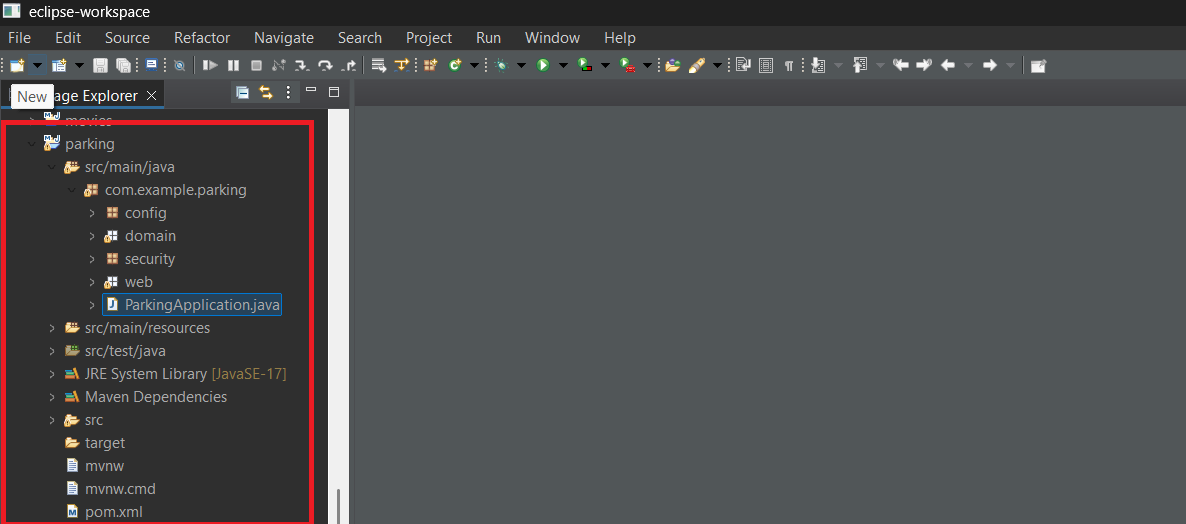 eclipse-workspace
File Edit Source Refactor Navigate Search Project Run Window Help
New age Explorer
movies
parking
src/main/java
com.example.parking
config
domain
security
web
ParkingApplication.java
src/main/resources
src/test/java
JRE System Library [JavaSE-17]
Maven Dependencies
src
target
mvnw
mvnw.cmd
pom.xml